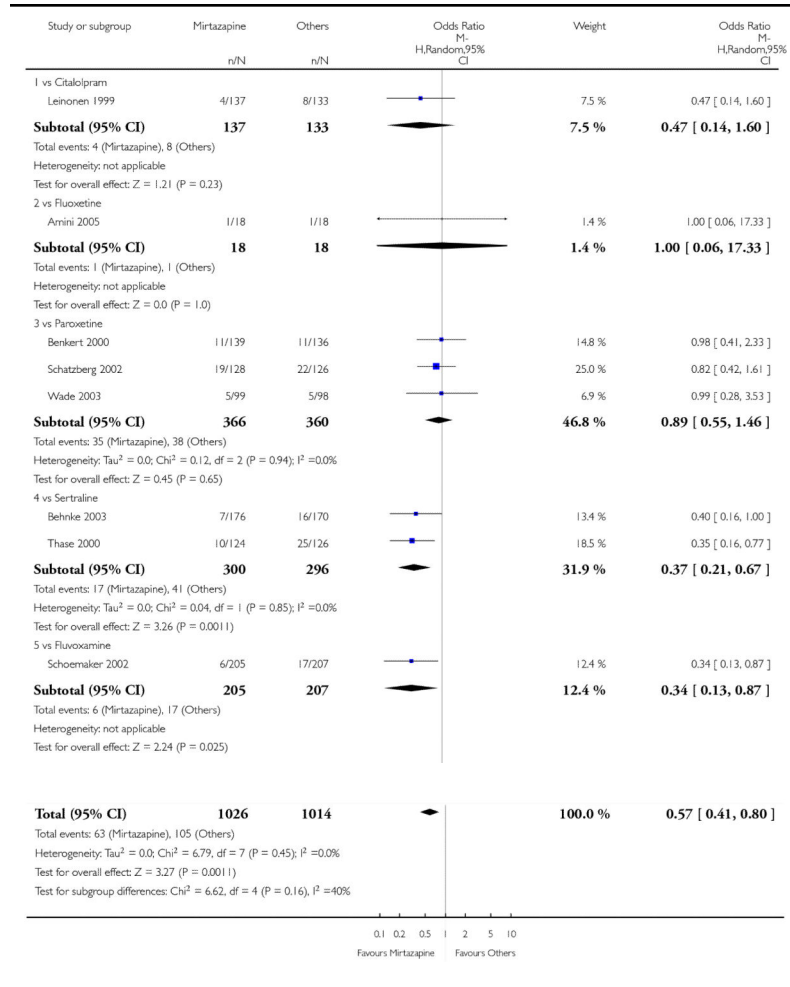 Study or subgroup Mirtazapine Others Odds Ratio Weight Odds Ratio
M- M-
H,Random,95% H,Random,95%
n/N n/N CI CI
1 vs Citalolpram
Leinonen 1999 4/137 8/133 7.5 % 0.47 [ 0.14, 1.60 ]
Subtotal (95% CI) 137 133 7.5 % 0.47 [ 0.14, 1.60 ]
Total events: 4 (Mirtazapine), 8 (Others)
Heterogeneity: not applicable
Test for overall effect: Z = 1.21 (P = 0.23)
2 vs Fluoxetine
Amini 2005 1/18 1/18 1.4 % 1.00 [ 0.06, 17.33 ]
Subtotal (95% CI) 18 18 1.4 % 1.00 [ 0.06, 17.33 ]
Total events: 1 (Mirtazapine), 1 (Others)
Heterogeneity: not applicable
Test for overall effect: Z = 0.0 (P = 1.0)
3 vs Paroxetine
Benkert 2000 11/139 11/136 14.8 % 0.98 [ 0.41, 2.33 ]
Schatzberg 2002 19/128 22/126 25.0 % 0.82 [ 0.42, 1.61 ]
Wade 2003 5/99 5/98 6.9 % 0.99 [ 0.28, 3.53 ]
Subtotal (95% CI) 366 360 46.8 % 0.89 [ 0.55, 1.46 ]
Total events: 35 (Mirtazapine), 38 (Others)
Heterogeneity: Tau² = 0.0; Chi² = 0.12, df = 2 (P = 0.94); I² =0.0%
Test for overall effect: Z = 0.45 (P = 0.65)
4 vs Sertraline
Behnke 2003 7/176 16/170 13.4 % 0.40 [ 0.16, 1.00 ]
Thase 2000 10/124 25/126 18.5 % 0.35 [ 0.16, 0.77 ]
Subtotal (95% CI) 300 296 31.9 % 0.37 [ 0.21, 0.67 ]
Total events: 17 (Mirtazapine), 41 (Others)
Heterogeneity: Tau² = 0.0; Chi² = 0.04, df = 1 (P = 0.85); I² =0.0%
Test for overall effect: Z = 3.26 (P = 0.0011)
5 vs Fluvoxamine
Schoemaker 2002 6/205 17/207 12.4 % 0.34 [ 0.13, 0.87 ]
Subtotal (95% CI) 205 207 12.4 % 0.34 [ 0.13, 0.87 ]
Total events: 6 (Mirtazapine), 17 (Others)
Heterogeneity: not applicable
Test for overall effect: Z = 2.24 (P = 0.025)
Total (95% CI) 1026 1014 100.0 % 0.57 [ 0.41, 0.80 ]
Total events: 63 (Mirtazapine), 105 (Others)
Heterogeneity: Tau² = 0.0; Chi² = 6.79, df = 7 (P = 0.45); I² =0.0%
Test for overall effect: Z = 3.27 (P = 0.0011)
Test for subgroup differences: Chi² = 6.62, df = 4 (P = 0.16), I² =40%
0.1 0.2 0.5 1 2 5 10
Favours Mirtazapine Favours Others